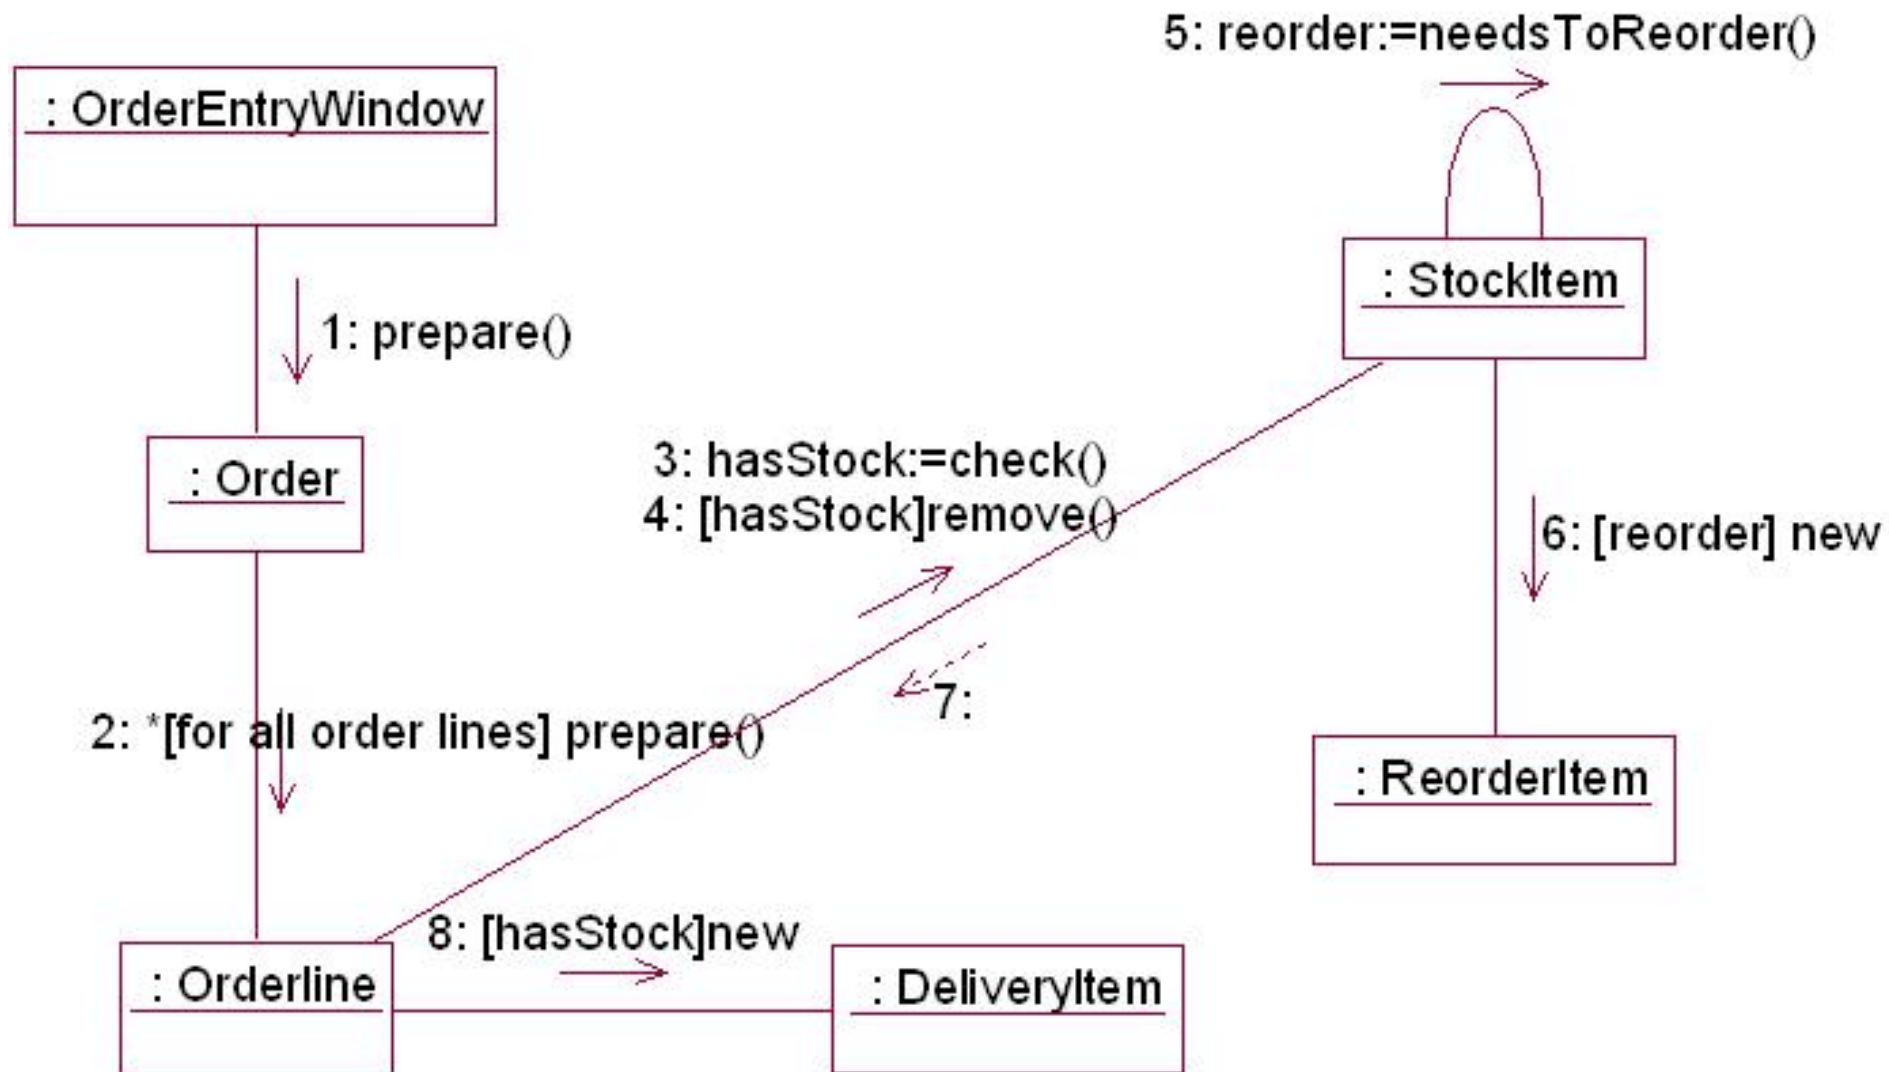 5: reorder:=needsToReorder()
: OrderEntryWindow
: StockItem
1: prepare()
: Order
3: hasStock:=check()
4: [hasStock]remove()
6: [reorder] new
7:
2: *[for all order lines] prepare()
: ReorderItem
8: [hasStock]new
: Orderline
: DeliveryItem